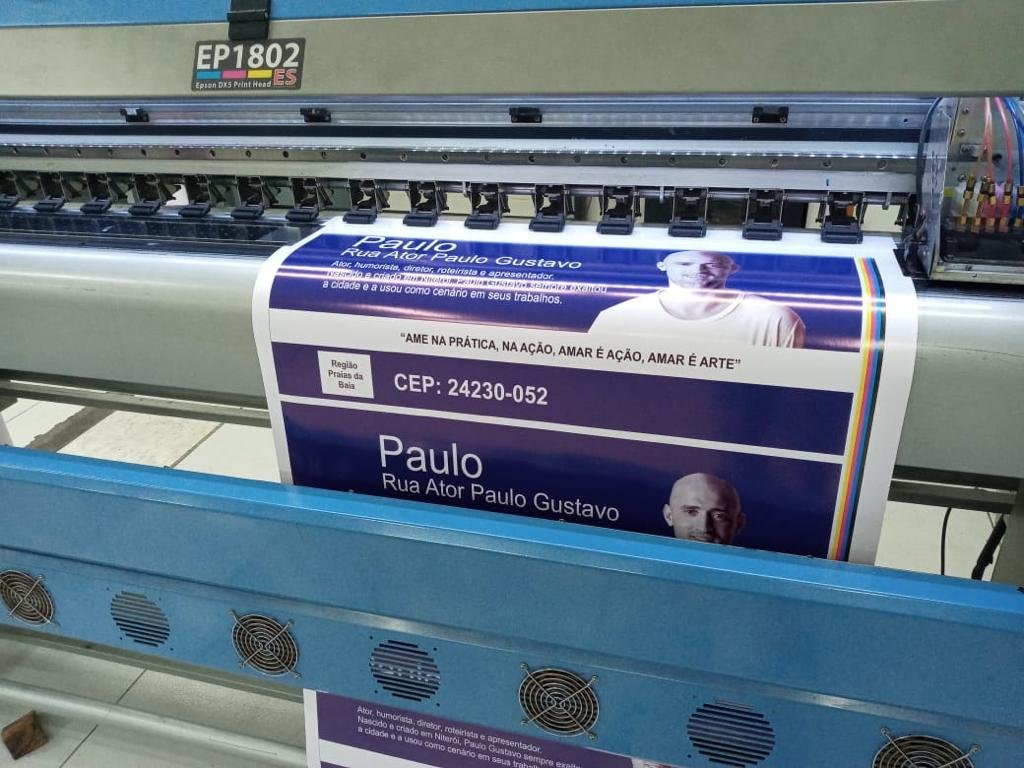 EP1802
Epson DX5 Print Head
ES
Paulo
Rua Ator Paulo Gustavo
Ator, humorista, diretor, roteirista e apresentador.
Nascido e criado em Niterói, Paulo Gustavo sempre exaltou
a cidade e a usou como cenário em seus trabalhos.
“AME NA PRÁTICA, NA AÇÃO, AMAR É AÇÃO, AMAR É ARTE”
Região
Praias da
Baia
CEP: 24230-052
Paulo
Rua Ator Paulo Gustavo
Ator, humorista, diretor, roteirista e apresentador.
Nascido e criado em Niterói, Paulo Gustavo sempre
a cidade e a usou como cenário em seus